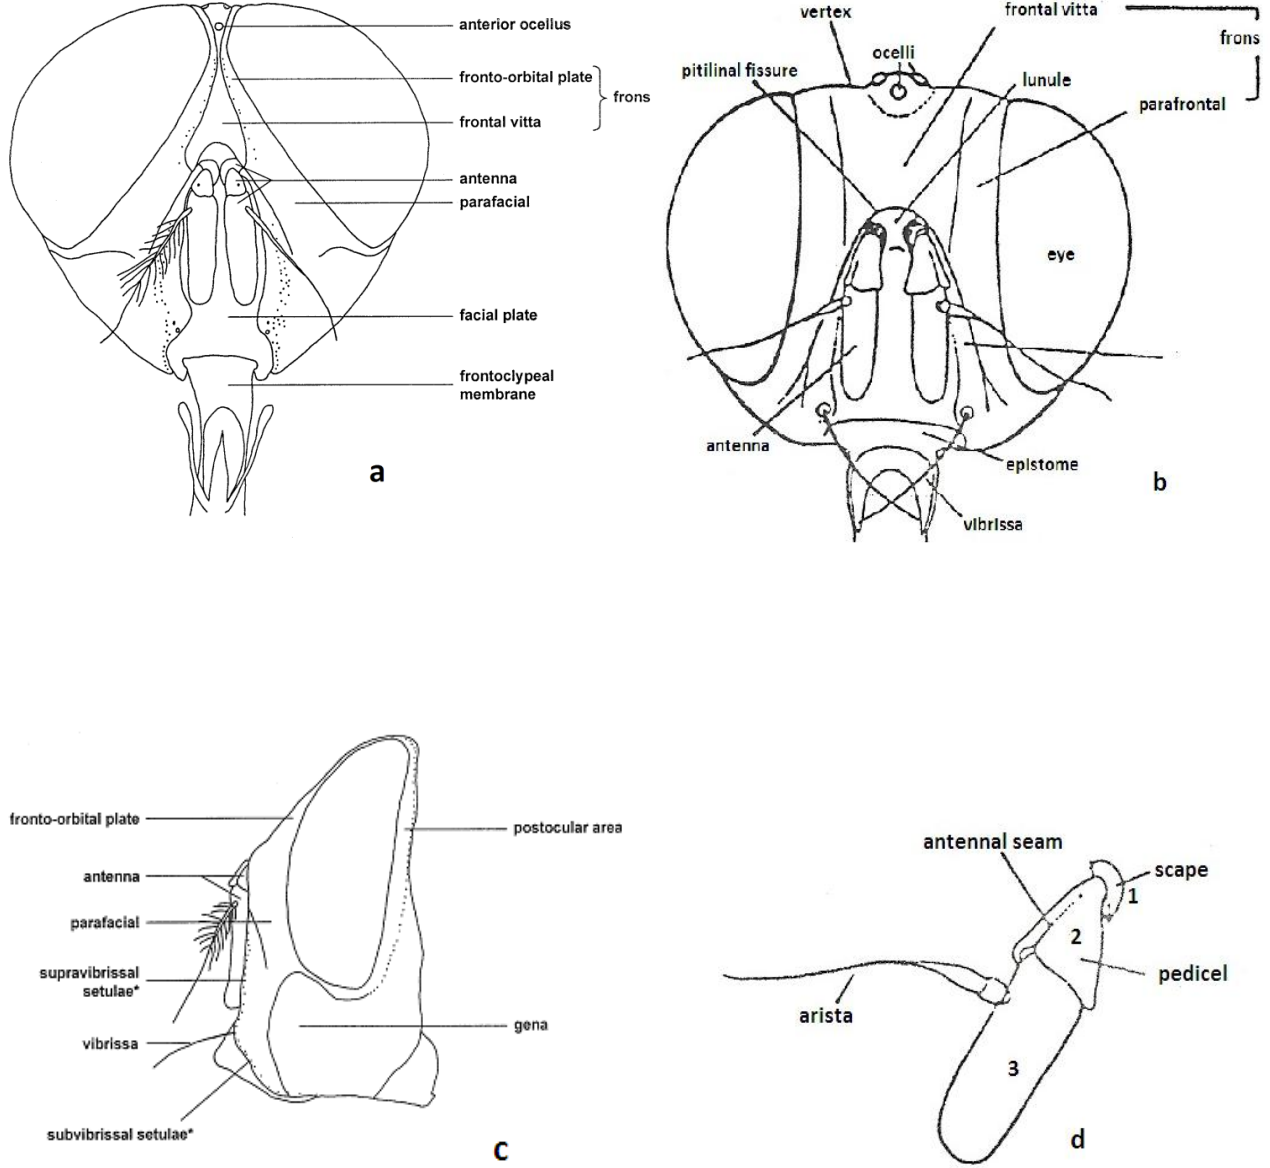 anterior ocellus
fronto-orbital plate
frons
frontal vitta
antenna
parafacial
facial plate
frontoclypeal
membrane
a
vertex
frontal vitta
frons
ocelli
pitilinal fissure
lunule
parafrontal
eye
antenna
epistome
vibrissa
b
fronto-orbital plate
postocular area
antenna
parafacial
supravibrissal
setulae*
gena
vibrissa
subvibrissal setulae*
c
antennal seam
scape
1
2
pedicel
arista
3
d